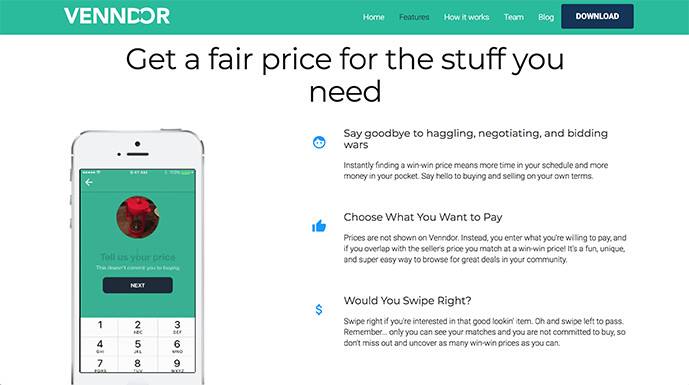 VENNDOR
Home Features How it works Team Blog DOWNLOAD
Get a fair price for the stuff you
need
Say goodbye to haggling, negotiating, and bidding
wars
Instantly finding a win-win price means more time in your schedule and more
money in your pocket. Say hello to buying and selling on your own terms.
Choose What You Want to Pay
Prices are not shown on Venndor. Instead, you enter what you're willing to pay, and
if you overlap with the seller's price you match at a win-win price! It's a fun, unique,
and super easy way to browse for great deals in your community.
Would You Swipe Right?
Swipe right if you're interested in that good lookin' item. Oh and swipe left to pass.
Remember... only you can see your matches and you are not committed to buy, so
don't miss out and uncover as many win-win prices as you can.
Tell us your price
This doesn't commit you to buying.
NEXT
1 2 3
ABC DEF
4 5 6
GHI JKL MNO
7 8 9